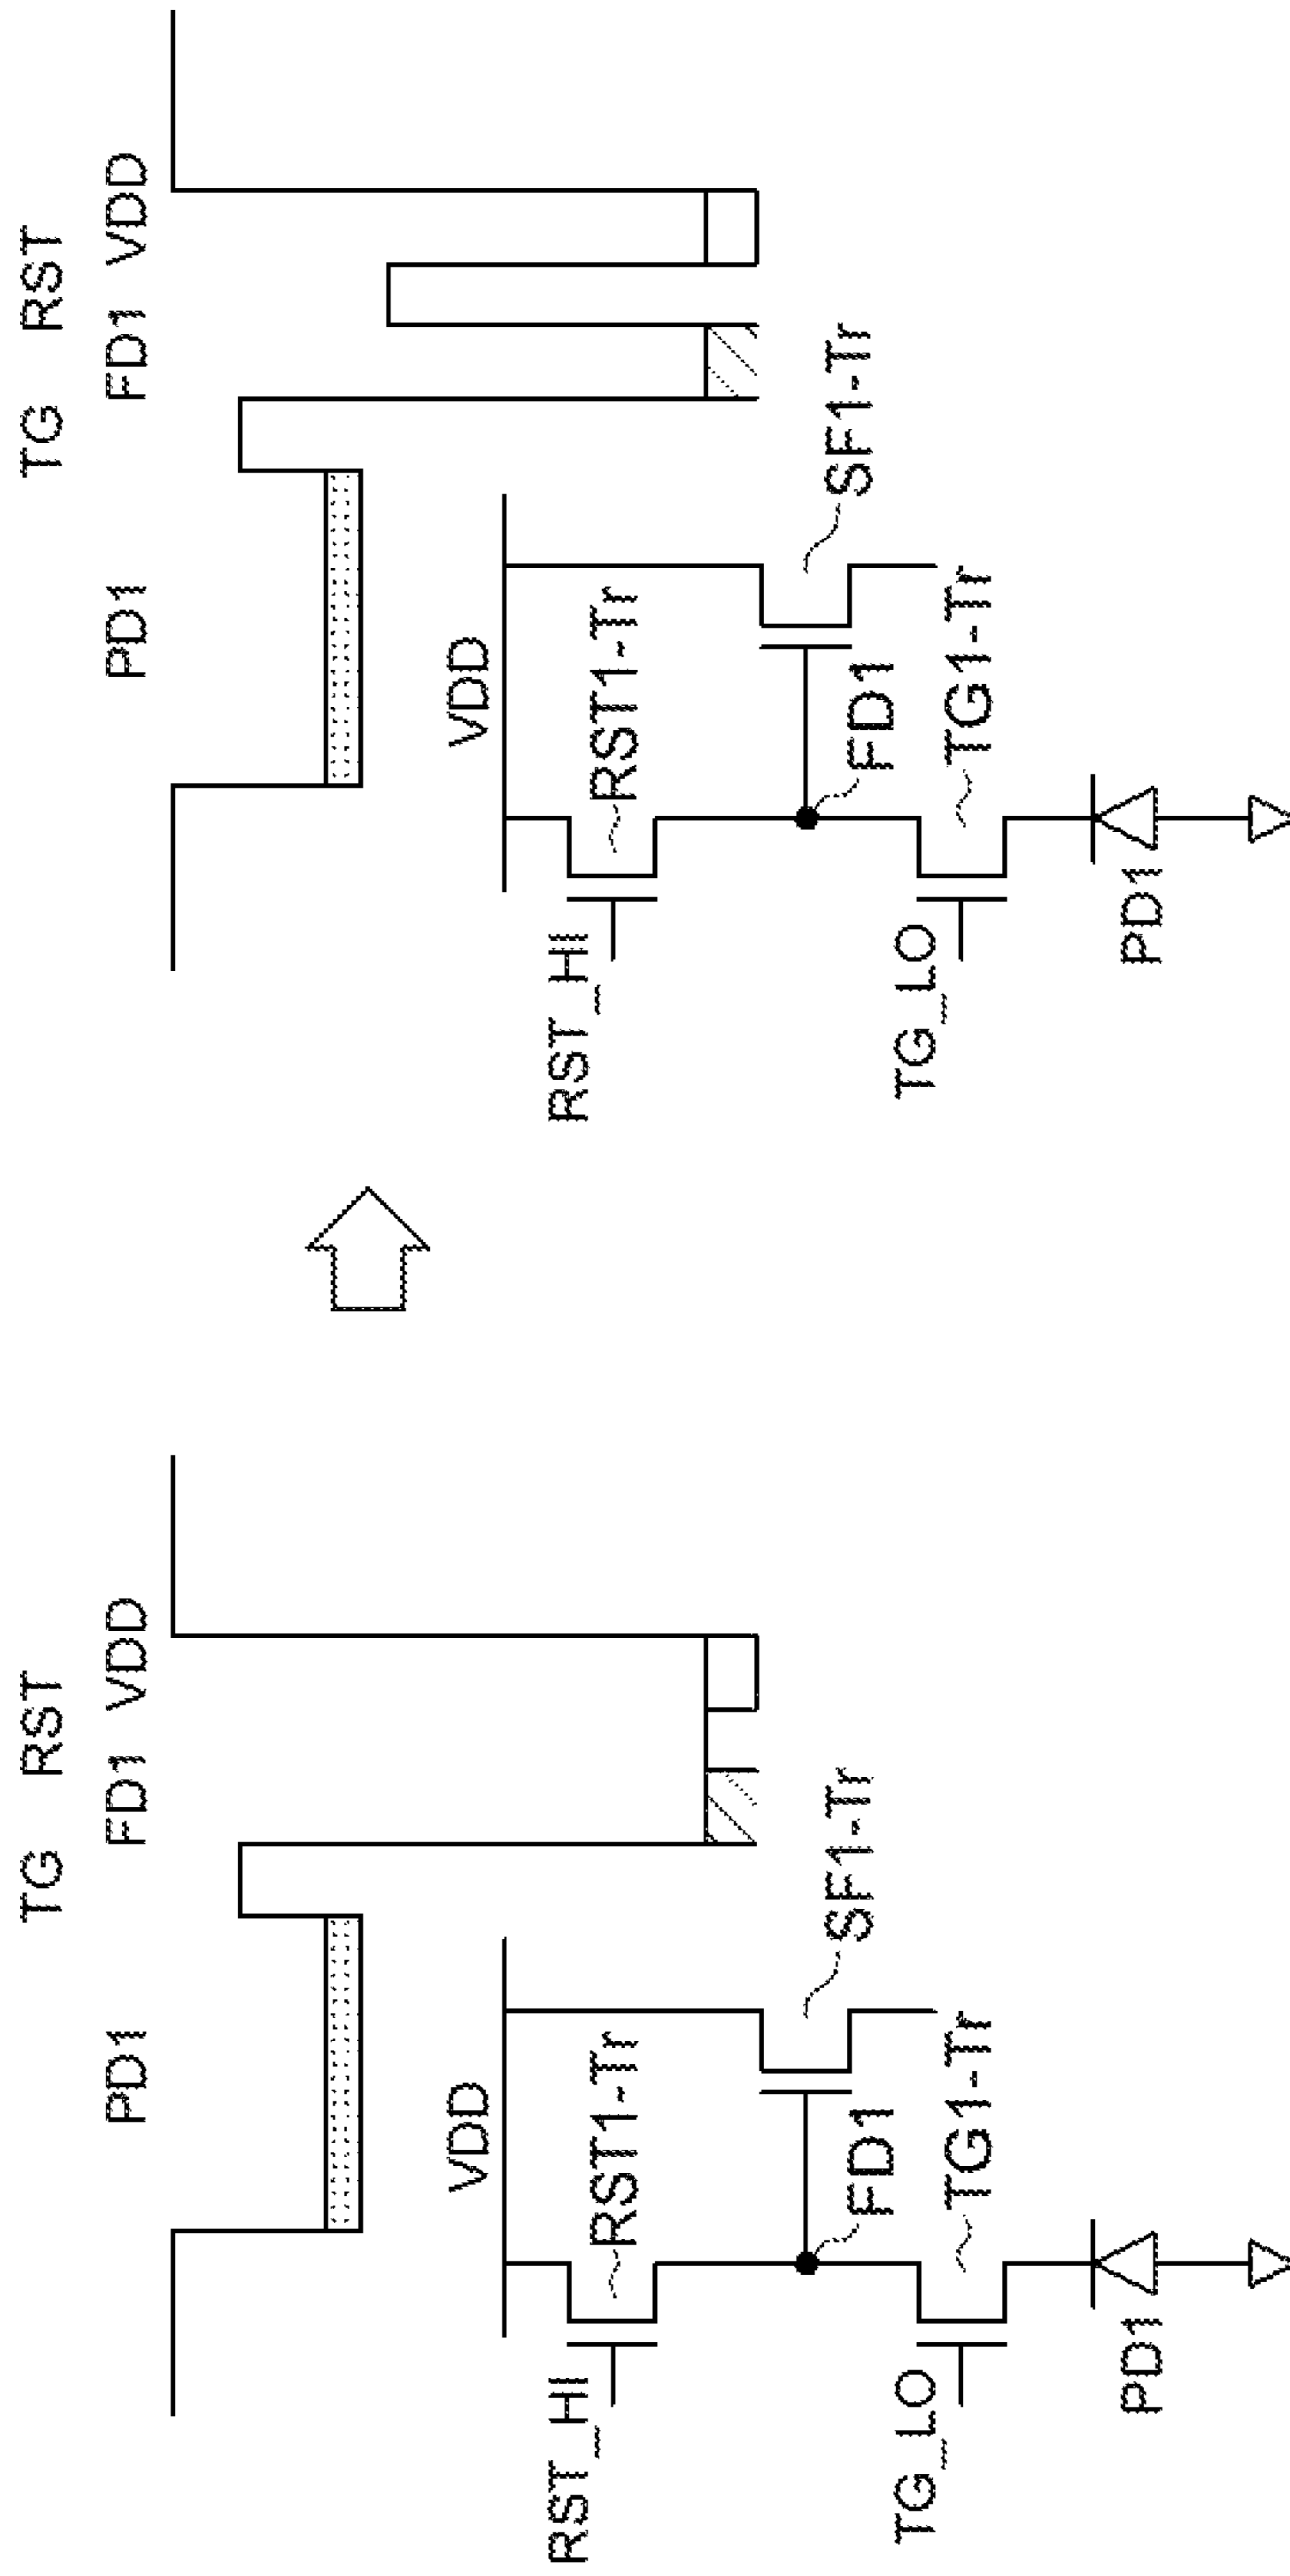 TG RST
PD1 FD1 VDD
VDD
RST_HI
RST1-Tr
SF1-Tr
FD1
TG_LO
TG1-Tr
PD1
TG RST
PD1 FD1 VDD
VDD
RST_HI
RST1-Tr
SF1-Tr
FD1
TG_LO
TG1-Tr
PD1